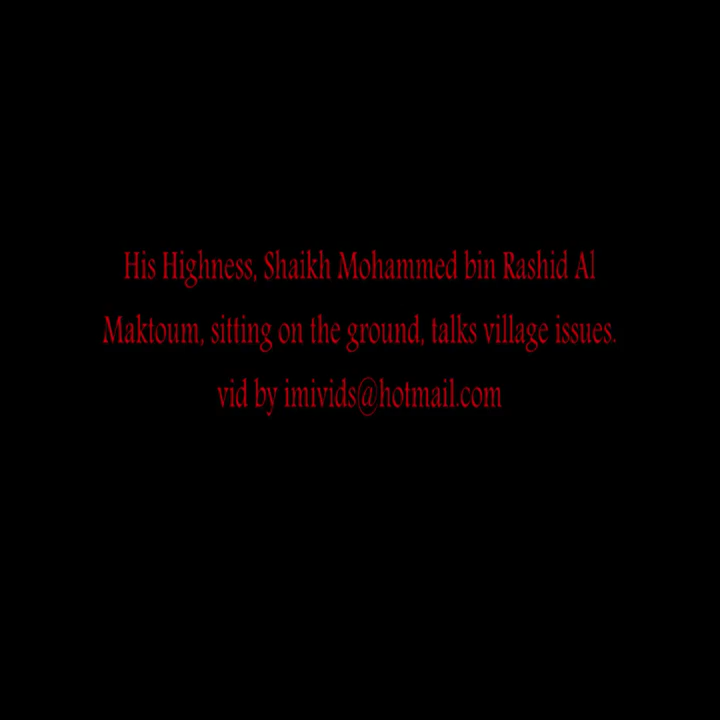 His Highness, Shaikh Mohammed bin Rashid Al
Maktoum, sitting on the ground, talks village issues.
vid by imivids@hotmail.com